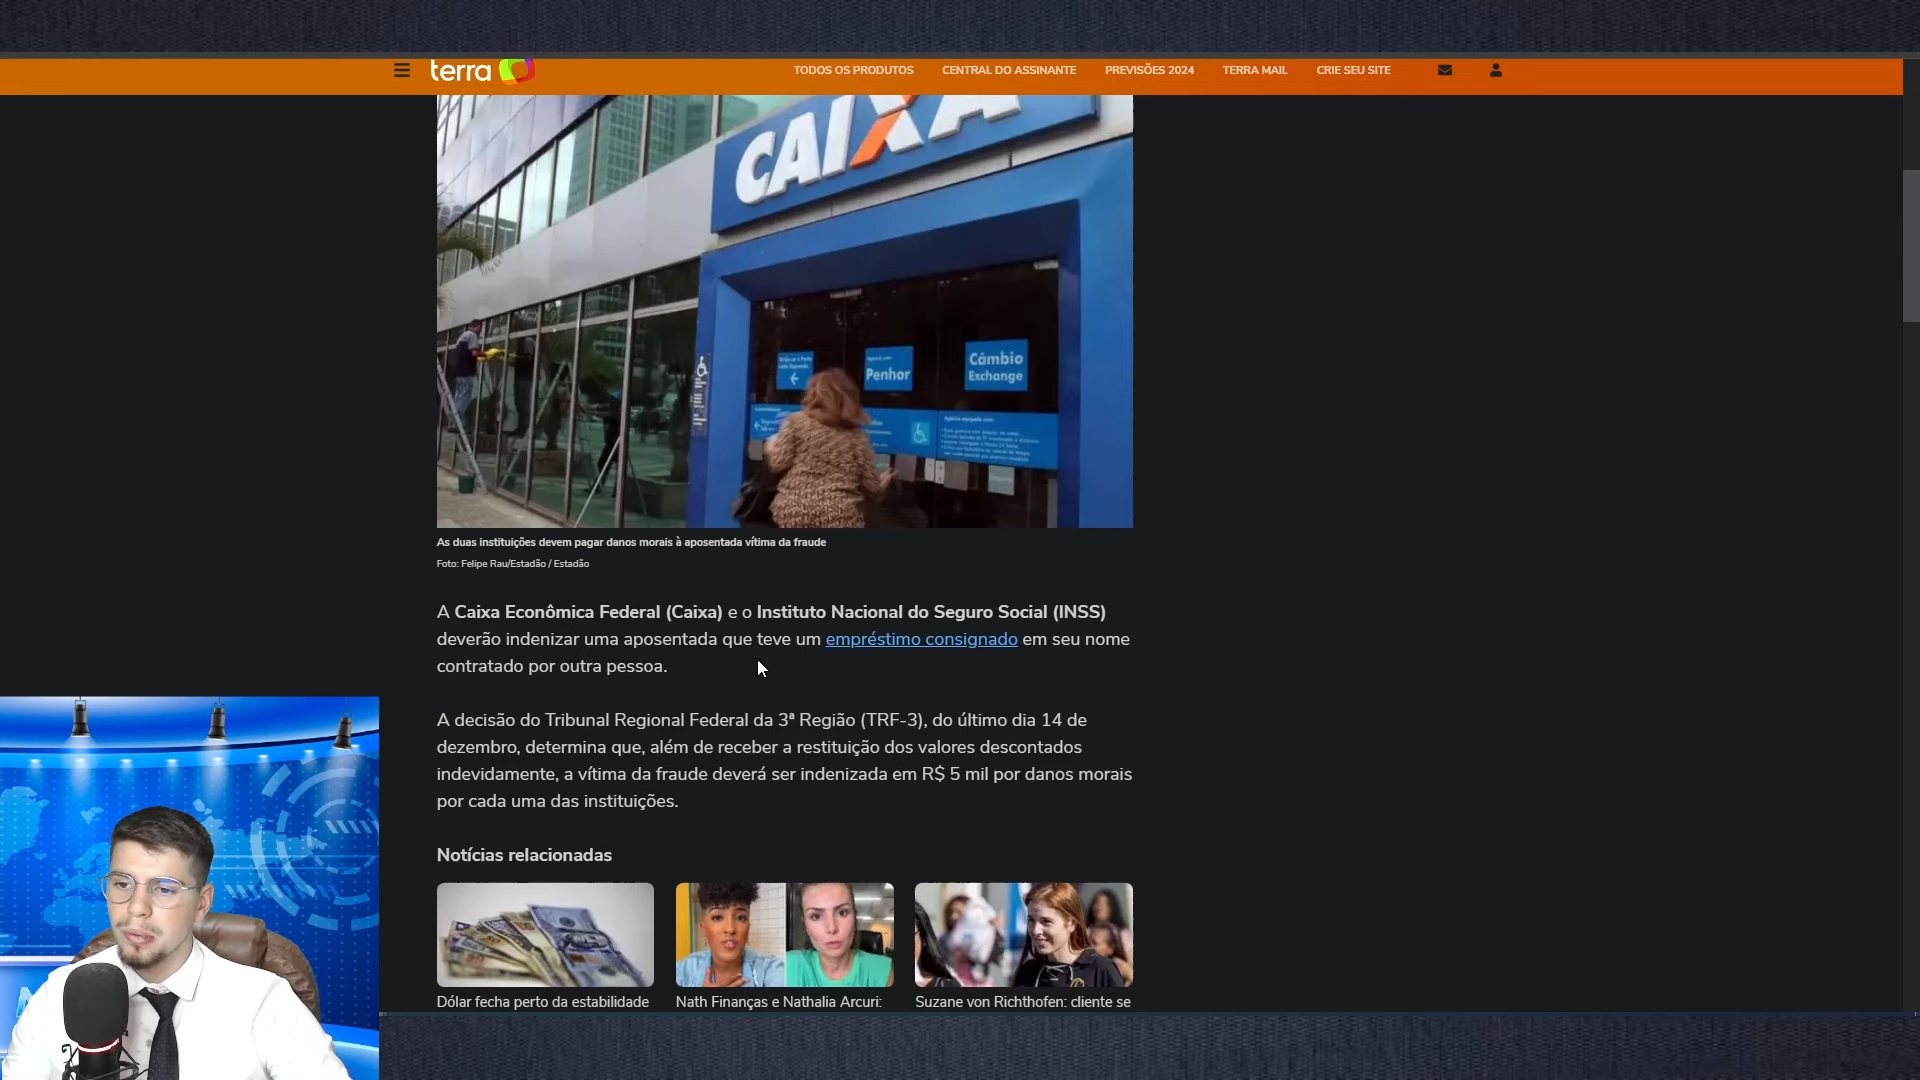 terra
TODOS OS PRODUTOS CENTRAL DO ASSINANTE PREVISÕES 2024 TERRA MAIL CRIE SEU SITE
CAIXA
Penhor
Câmbio
Exchange
As duas instituições devem pagar danos morais à aposentada vítima da fraude
Foto: Felipe Rau/Estadão / Estadão
A Caixa Econômica Federal (Caixa) e o Instituto Nacional do Seguro Social (INSS)
deverão indenizar uma aposentada que teve um empréstimo consignado em seu nome
contratado por outra pessoa.
A decisão do Tribunal Regional Federal da 3ª Região (TRF-3), do último dia 14 de
dezembro, determina que, além de receber a restituição dos valores descontados
indevidamente, a vítima da fraude deverá ser indenizada em R$ 5 mil por danos morais
por cada uma das instituições.
Notícias relacionadas
Dólar fecha perto da estabilidade
Nath Finanças e Nathalia Arcuri:
Suzane von Richthofen: cliente se